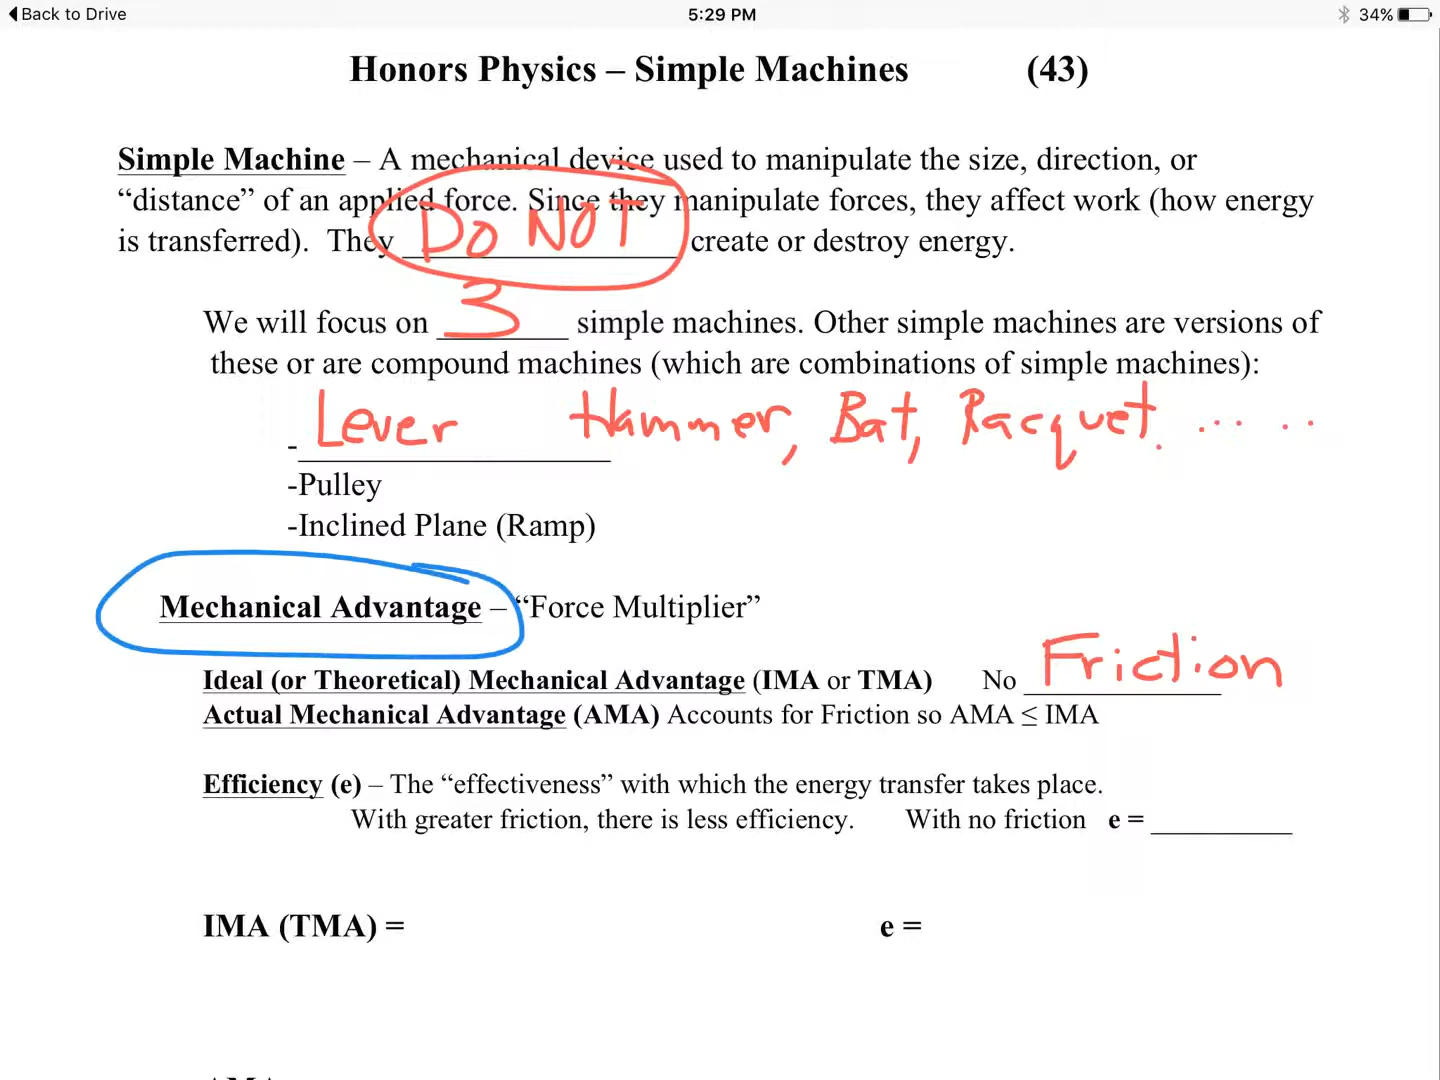 Back to Drive 5:29 PM 34%
Honors Physics – Simple Machines (43)
Simple Machine – A mechanical device used to manipulate the size, direction, or
“distance” of an applied force. Since they manipulate forces, they affect work (how energy
is transferred). They Do NOT create or destroy energy.
We will focus on 3 simple machines. Other simple machines are versions of
these or are compound machines (which are combinations of simple machines):
- Lever Hammer, Bat, Racquet. ... ..
-Pulley
-Inclined Plane (Ramp)
Mechanical Advantage – “Force Multiplier”
Ideal (or Theoretical) Mechanical Advantage (IMA or TMA) No Friction
Actual Mechanical Advantage (AMA) Accounts for Friction so AMA ≤ IMA
Efficiency (e) – The “effectiveness” with which the energy transfer takes place.
With greater friction, there is less efficiency. With no friction e = __________
IMA (TMA) = e =